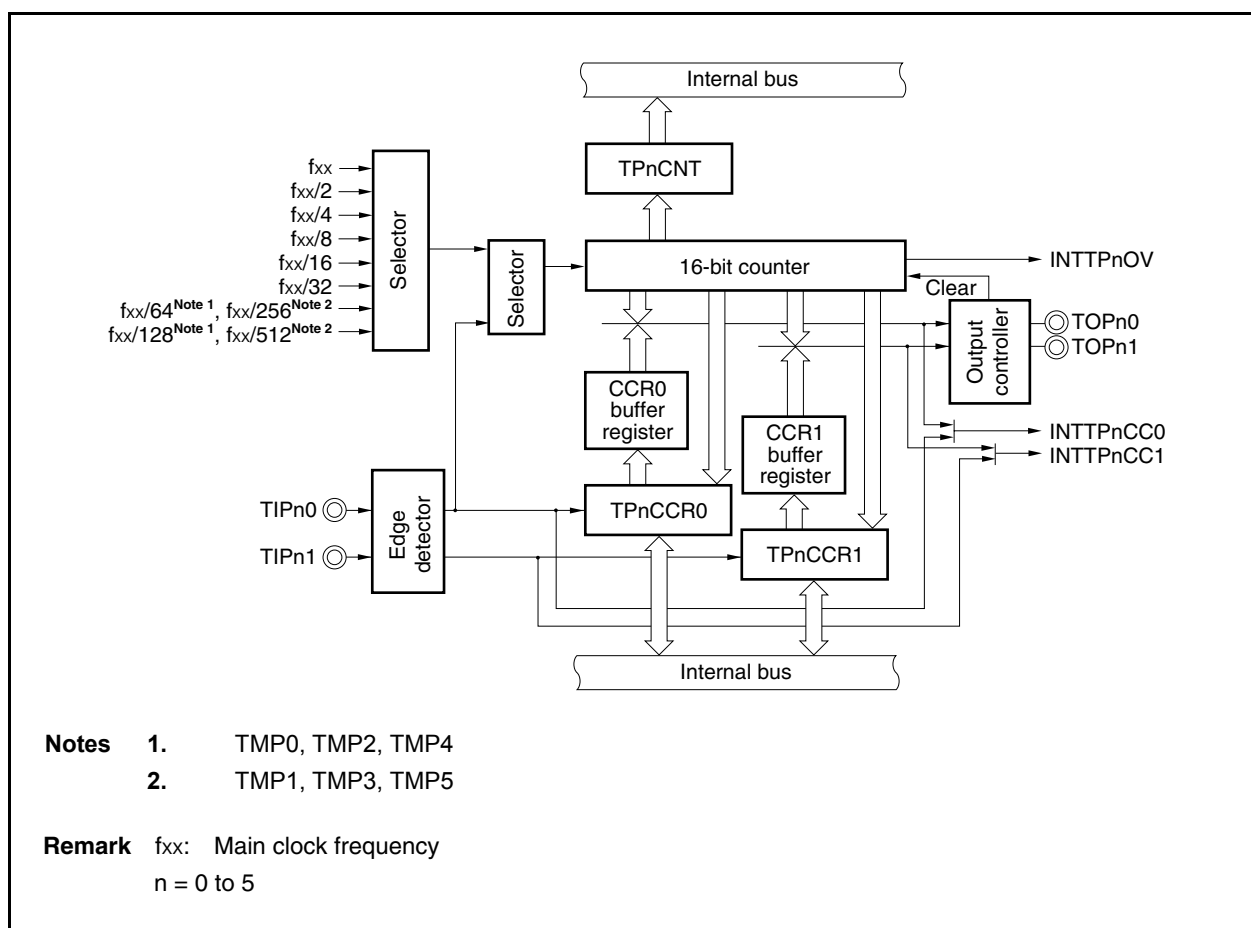 Internal bus
TPnCNT
fxx
fxx/2
fxx/4
fxx/8
fxx/16
fxx/32
fxx/64Note 1, fxx/256Note 2
fxx/128Note 1, fxx/512Note 2
Selector
Selector
16-bit counter
INTTPnOV
Clear
Output
controller
TOPn0
TOPn1
CCR0
buffer
register
CCR1
buffer
register
INTTPnCC0
INTTPnCC1
TIPn0
TIPn1
Edge
detector
TPnCCR0
TPnCCR1
Internal bus
Notes 1. TMP0, TMP2, TMP4
2. TMP1, TMP3, TMP5
Remark fxx: Main clock frequency
n = 0 to 5